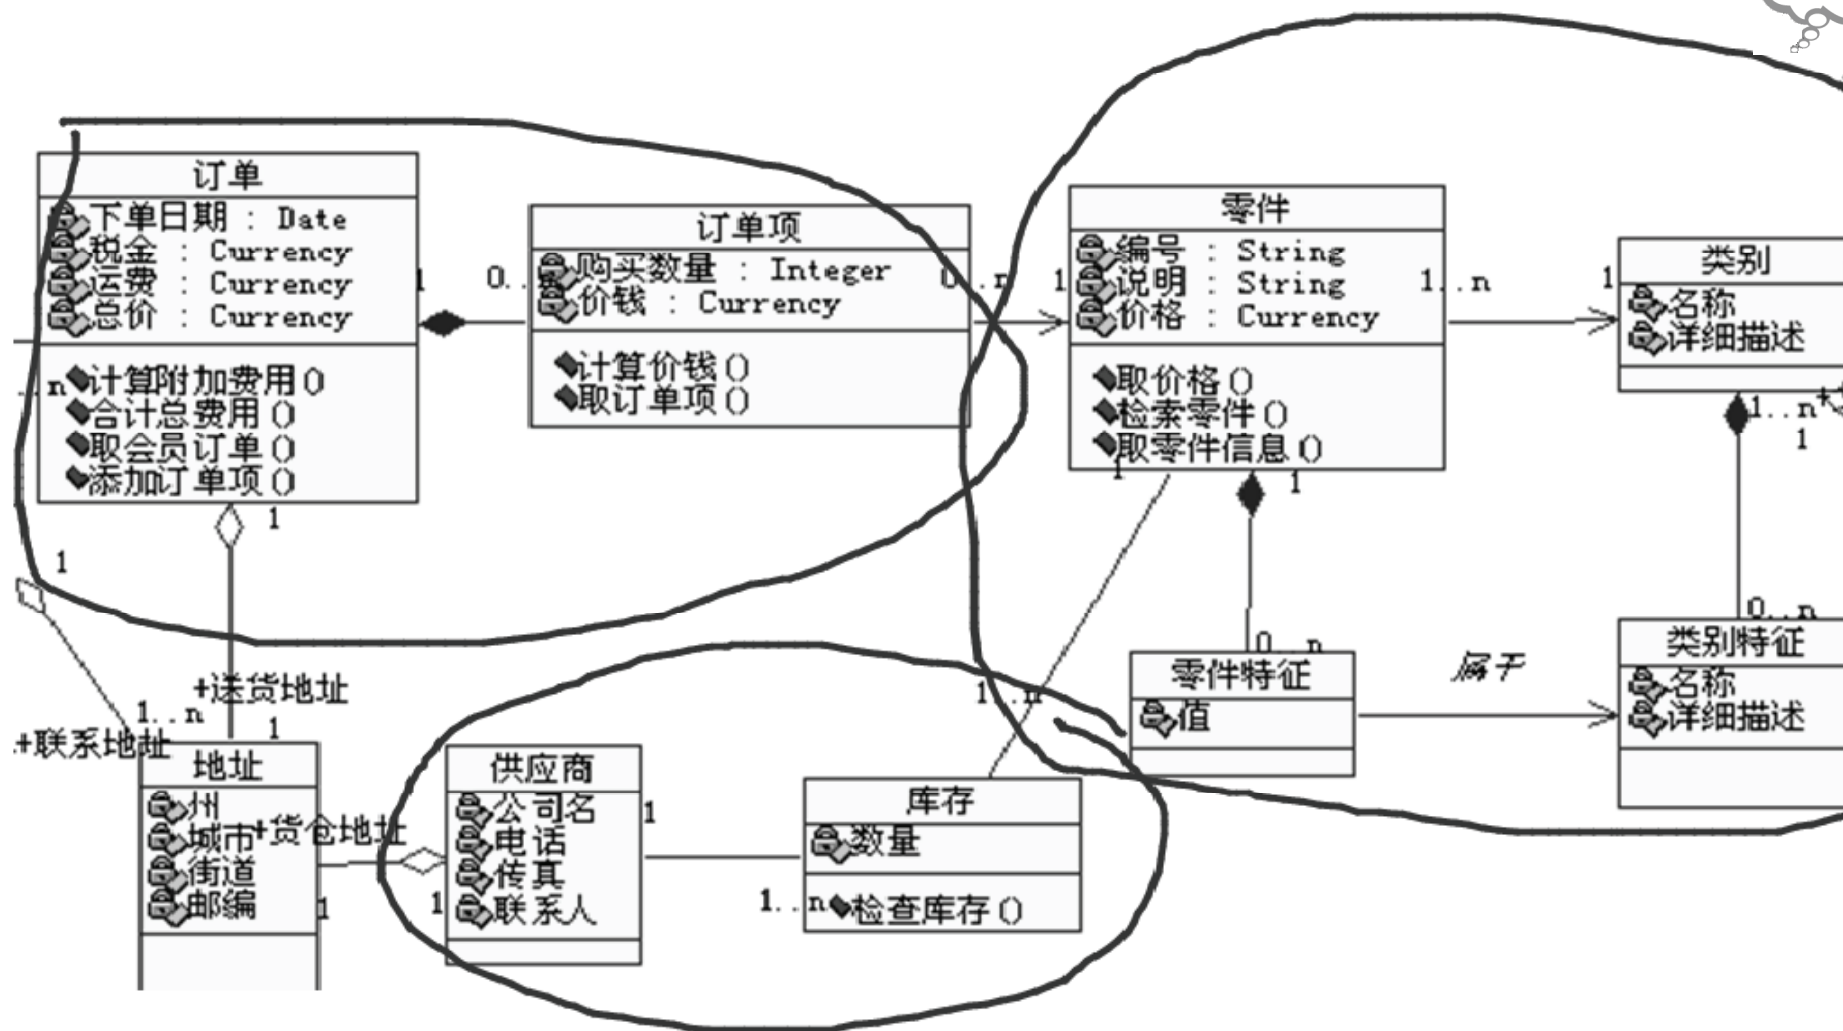 订单
下单日期 : Date
税金 : Currency
运费 : Currency
总价 : Currency
计算附加费用()
合计总费用()
取会员订单()
添加订单项()
1
0..
订单项
购买数量 : Integer
价钱 : Currency
计算价钱()
取订单项()
0..n
1
零件
编号 : String
说明 : String
价格 : Currency
取价格()
检索零件()
取零件信息()
1..n
1
类别
名称
详细描述
1..n
+
1
n
1
1
1
1
0..n
0..n
+送货地址
1..n
1
+联系地址
地址
州
城市
街道
邮编
+货仓地址
1
1
供应商
公司名
电话
传真
联系人
1
1..n
库存
数量
检查库存()
1..n
零件特征
值
属于
类别特征
名称
详细描述